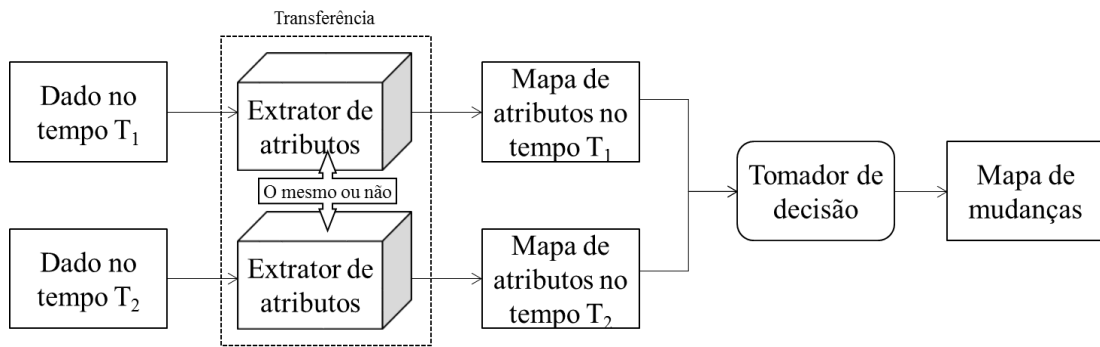 Transferência
Dado no
tempo T₁
Extrator de
atributos
Mapa de
atributos no
tempo T₁
O mesmo ou não
Tomador de
decisão
Mapa de
mudanças
Dado no
tempo T₂
Extrator de
atributos
Mapa de
atributos no
tempo T₂